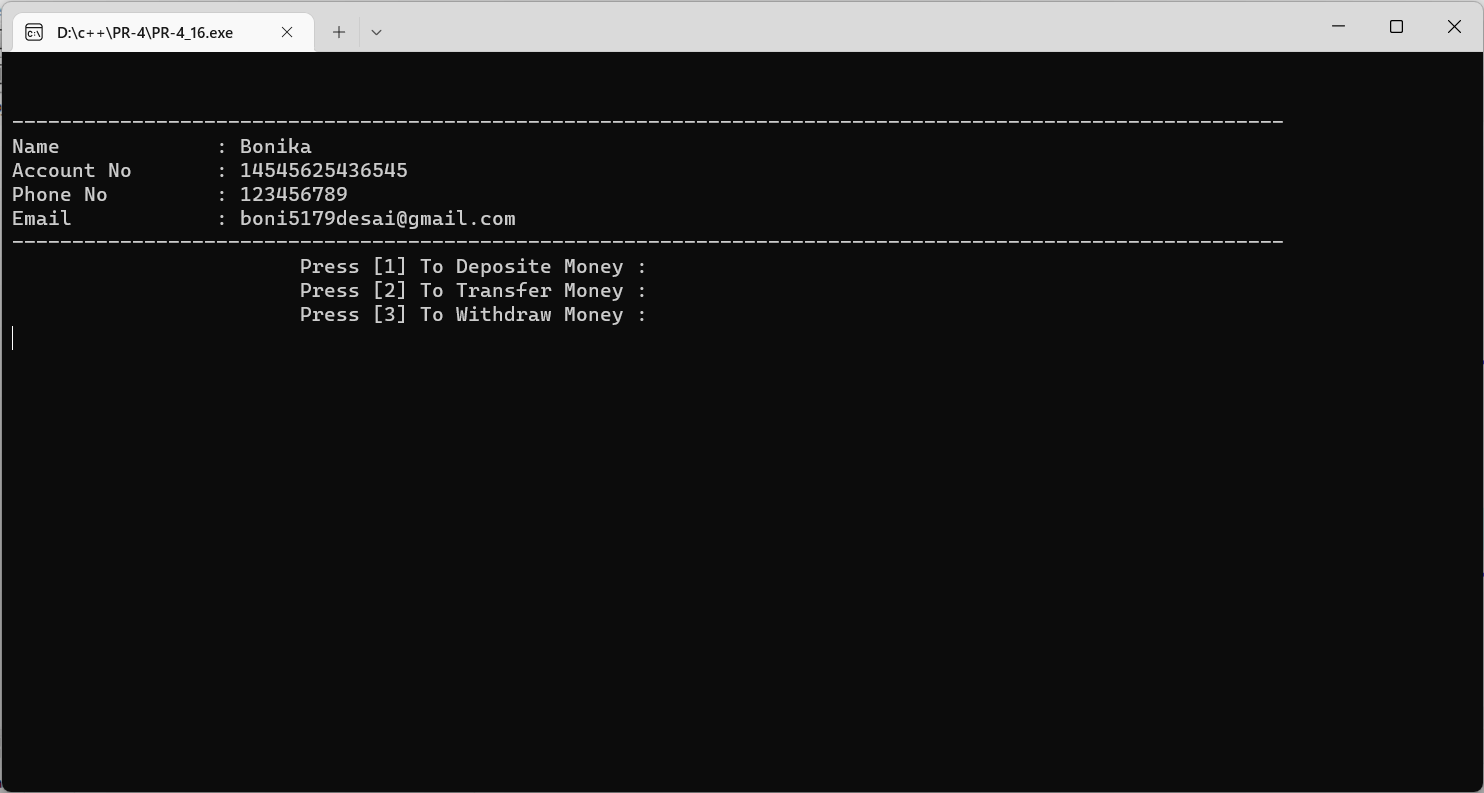 D:\c++\PR-4\PR-4_16.exe
----------------------------------------------------------------------------------------------------------
Name             : Bonika
Account No       : 14545625436545
Phone No         : 123456789
Email            : boni5179desai@gmail.com
----------------------------------------------------------------------------------------------------------
                        Press [1] To Deposite Money :
                        Press [2] To Transfer Money :
                        Press [3] To Withdraw Money :